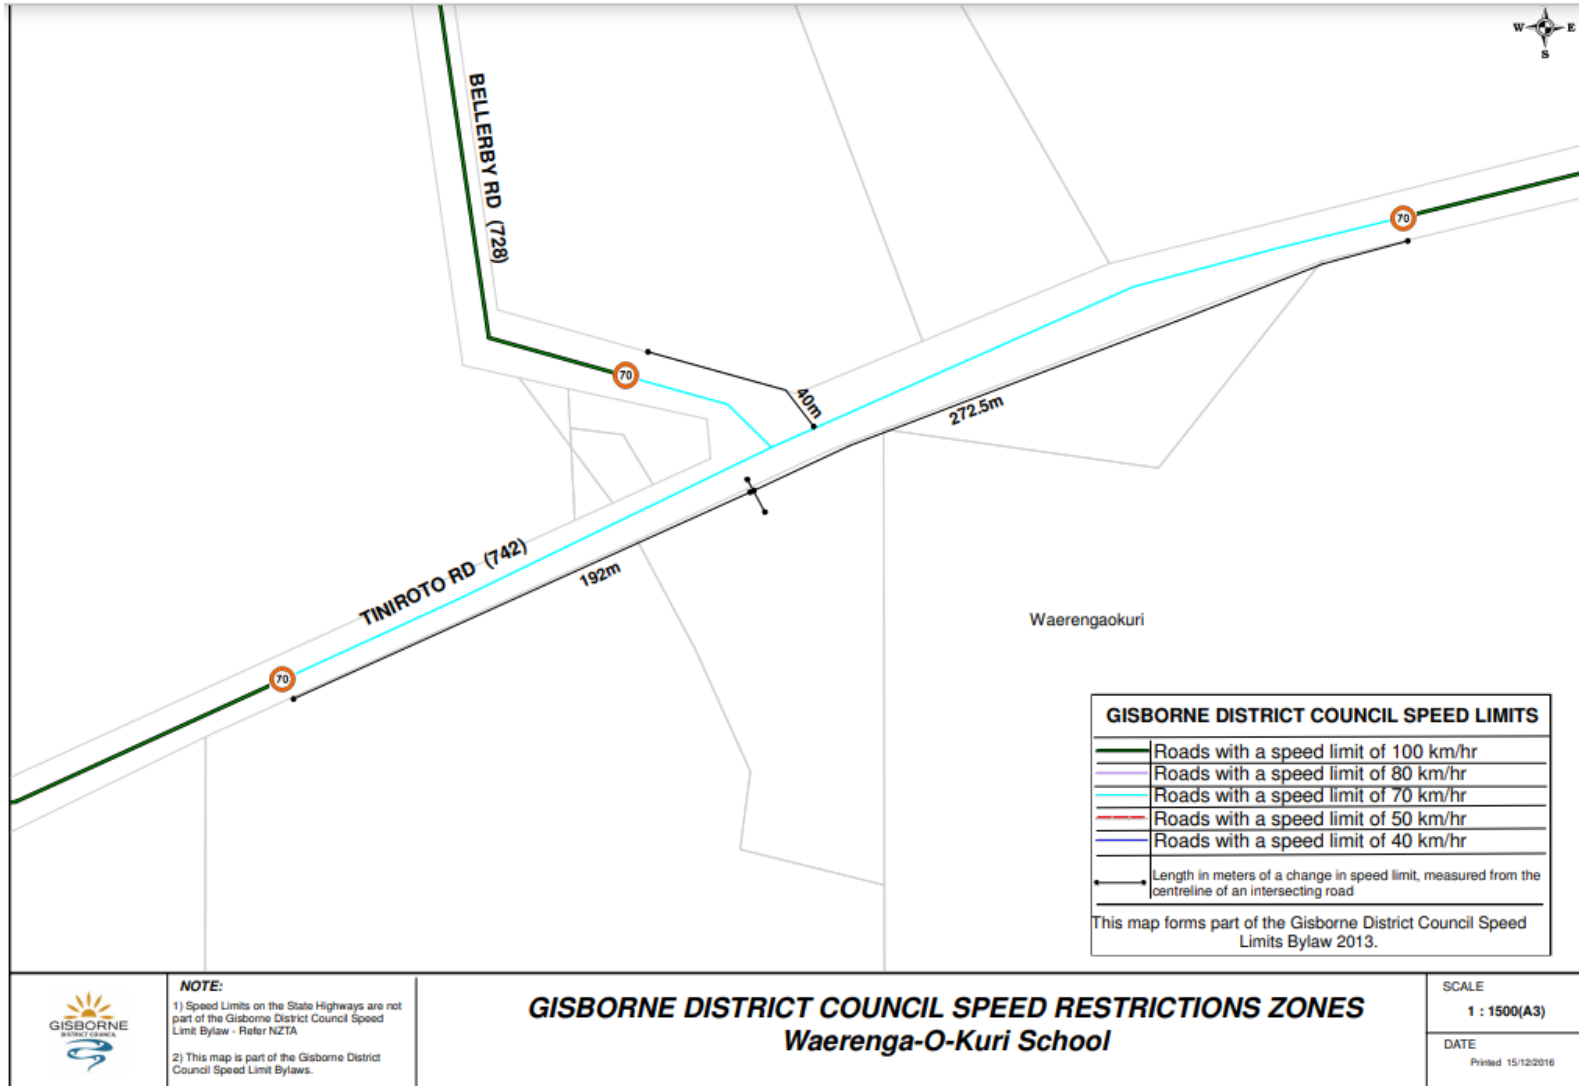 W E
S
BELLERBY RD (728)
70
70
40m
272.5m
TINIROTO RD (742)
192m
Waerengaokuri
70
GISBORNE DISTRICT COUNCIL SPEED LIMITS
Roads with a speed limit of 100 km/hr
Roads with a speed limit of 80 km/hr
Roads with a speed limit of 70 km/hr
Roads with a speed limit of 50 km/hr
Roads with a speed limit of 40 km/hr
Length in meters of a change in speed limit, measured from the
centreline of an intersecting road
This map forms part of the Gisborne District Council Speed
Limits Bylaw 2013.
GISBORNE
DISTRICT COUNCIL
NOTE:
1) Speed Limits on the State Highways are not
part of the Gisborne District Council Speed
Limit Bylaw - Refer NZTA
2) This map is part of the Gisborne District
Council Speed Limit Bylaws.
GISBORNE DISTRICT COUNCIL SPEED RESTRICTIONS ZONES
Waerenga-O-Kuri School
SCALE
1 : 1500(A3)
DATE
Printed 15/12/2016